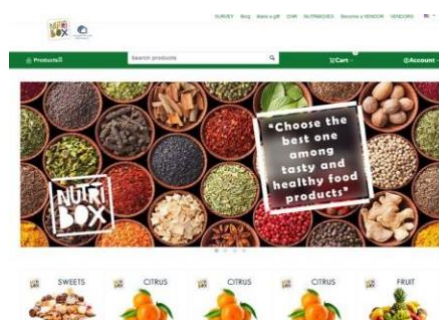 SURVEY Blog Make a gift CHR NUTRIBOXES Become a VENDOR VENDORS
NUTRI
BOX
Products
Search products
Cart
Account
"Choose the
best one
among
tasty and
healthy food
products"
NUTRI
BOX
SWEETS
CITRUS
CITRUS
CITRUS
FRUIT